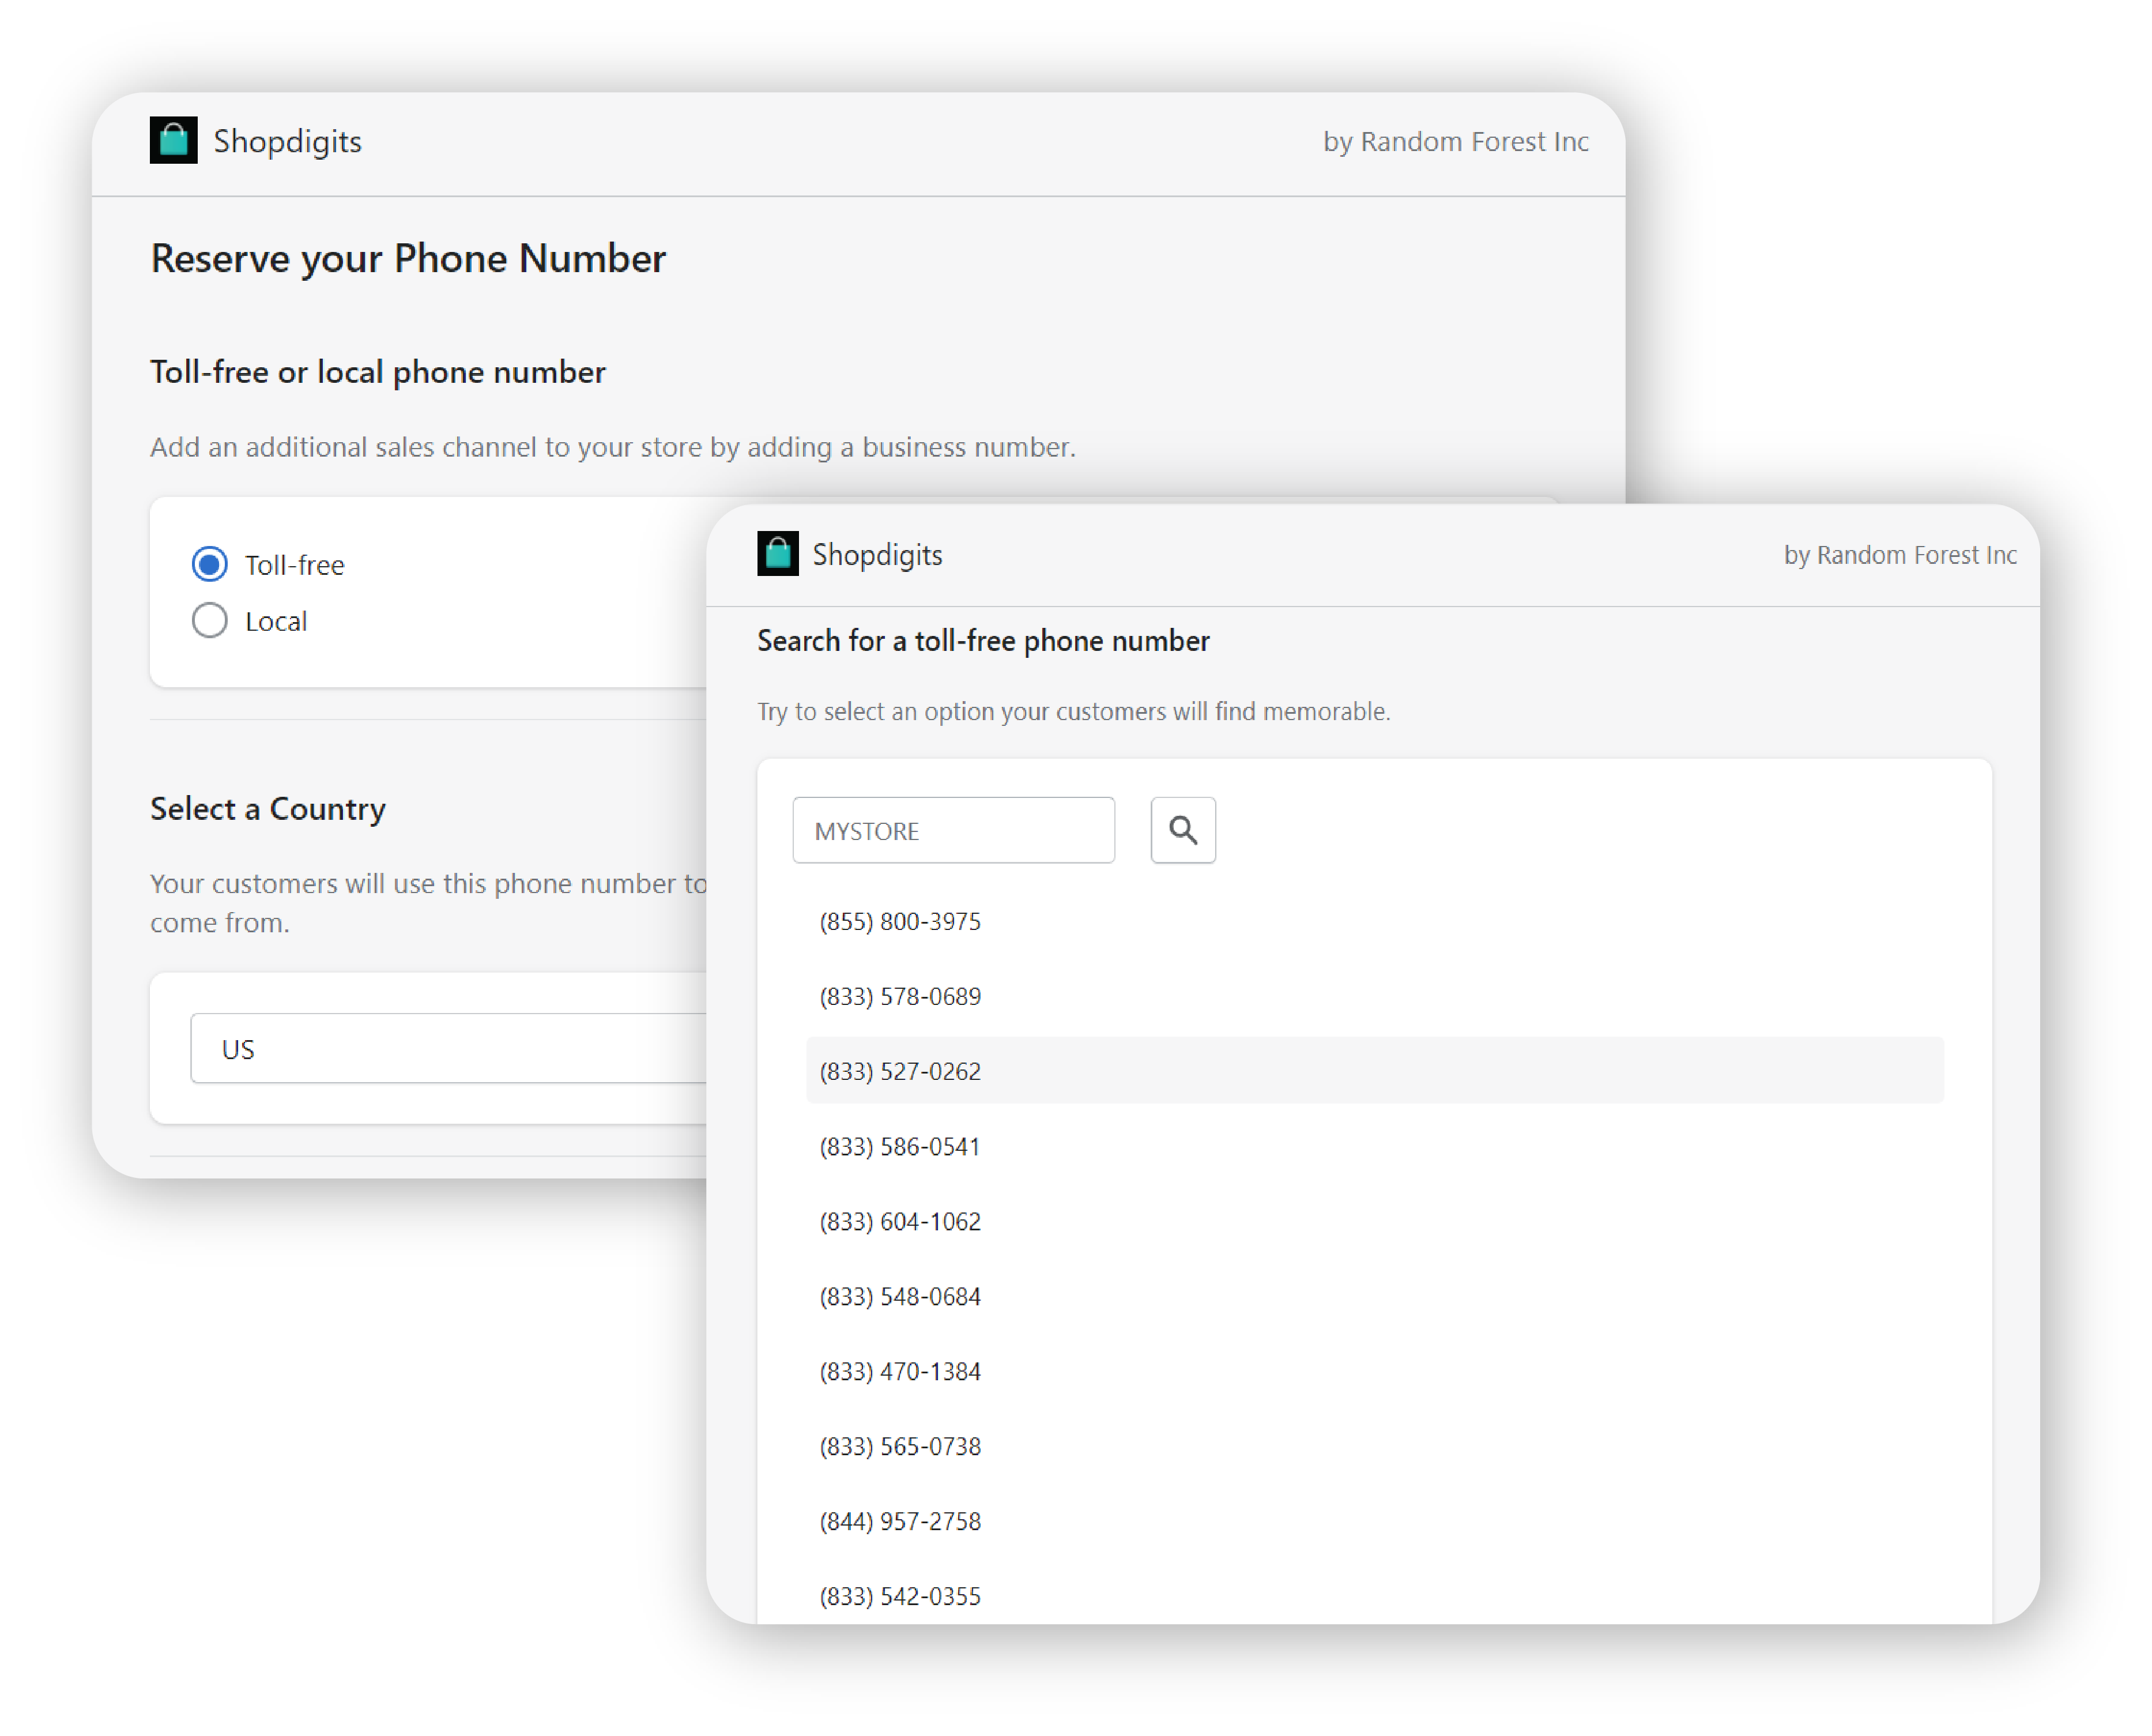 Shopdigits
by Random Forest Inc
Reserve your Phone Number
Toll-free or local phone number
Add an additional sales channel to your store by adding a business number.
Toll-free
Local
Select a Country
Your customers will use this phone number to
come from.
US
Shopdigits
by Random Forest Inc
Search for a toll-free phone number
Try to select an option your customers will find memorable.
MYSTORE
(855) 800-3975
(833) 578-0689
(833) 527-0262
(833) 586-0541
(833) 604-1062
(833) 548-0684
(833) 470-1384
(833) 565-0738
(844) 957-2758
(833) 542-0355